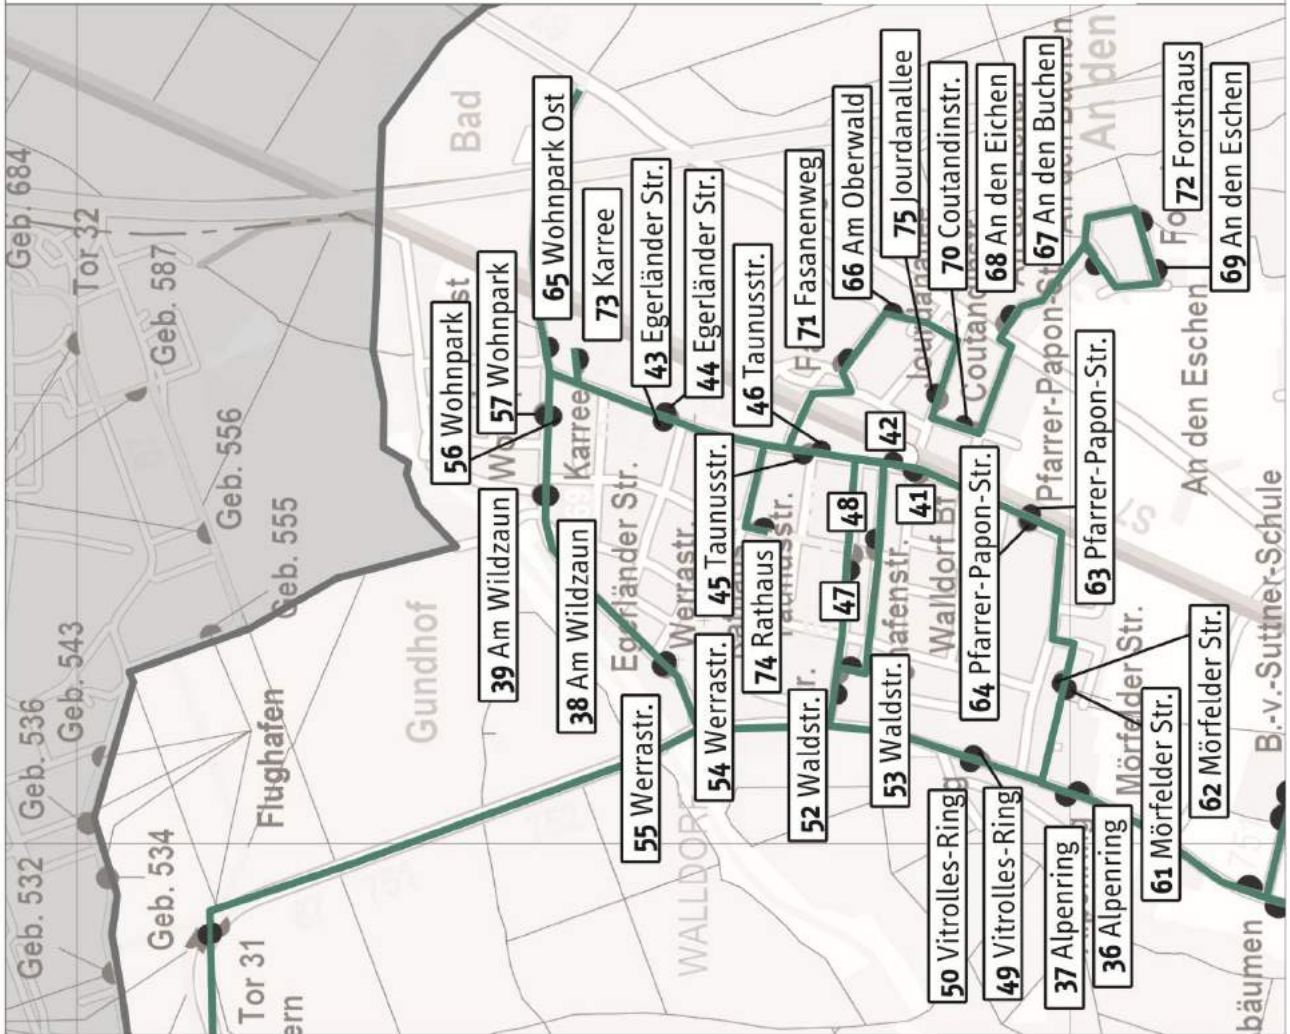 Geb. 684
Tor 32
Geb. 587
Geb. 556
Geb. 555
Geb. 543
Geb. 536
Geb. 532
Geb. 534
Flughafen
Tor 31
Gundhof
Bad
WALLDORF
65 Wohnpark Ost
73 Karree
43 Egerländer Str.
44 Egerländer Str.
56 Wohnpark
57 Wohnpark
46 Taunusstr.
71 Fasanenweg
66 Am Oberwald
75 Jourdanallee
70 Coutandinstr.
68 An den Eichen
67 An den Buchen
72 Forsthaus
69 An den Eschen
39 Am Wildzaun
38 Am Wildzaun
Karree
Egerländer Str.
Werrastr.
45 Taunusstr.
74 Rathaus
42
41
48
47
Walldorf Bf
64 Pfarrer-Papon-Str.
63 Pfarrer-Papon-Str.
Pfarrer-Papon-Str.
An den Eschen
An den
S7
55 Werrastr.
54 Werrastr.
52 Waldstr.
53 Waldstr.
50 Vitrolles-Ring
49 Vitrolles-Ring
37 Alpenring
36 Alpenring
61 Mörfelder Str.
62 Mörfelder Str.
Mörfelder Str.
B.-v.-Suttner-Schule